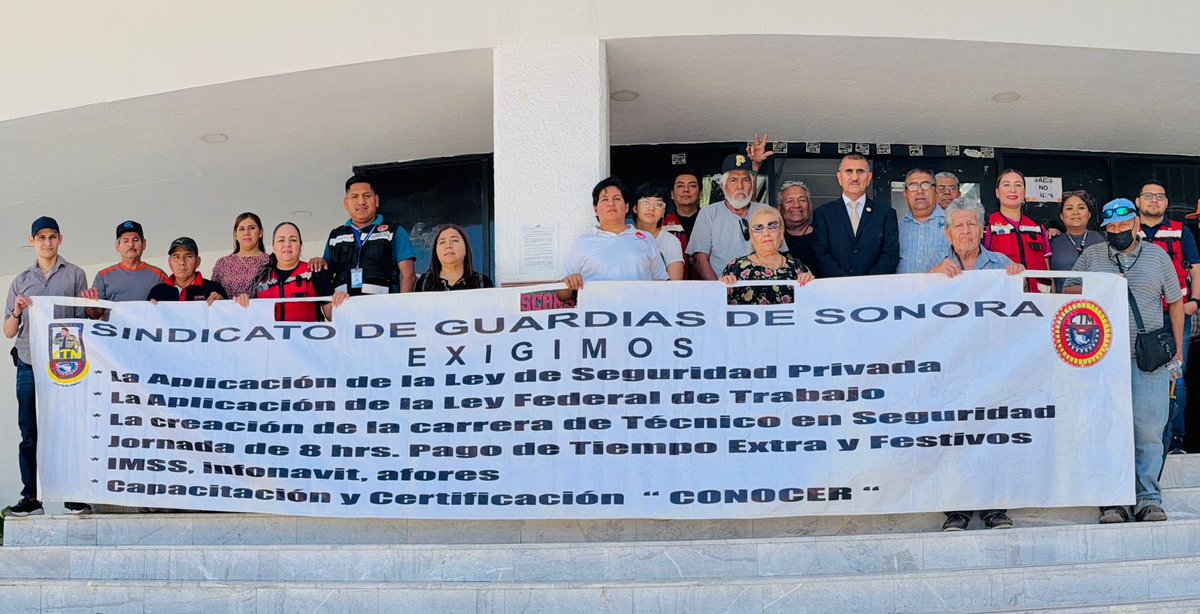 SINDICATO DE GUARDIAS DE SONORA
EXIGIMOS
* La Aplicación de la Ley de Seguridad Privada
* La Aplicación de la Ley Federal de Trabajo
* La creación de la carrera de Técnico en Seguridad
* Jornada de 8 hrs. Pago de Tiempo Extra y Festivos
* IMSS, infonavit, afores
* Capacitación y Certificación “ CONOCER “
CTM
NO
P